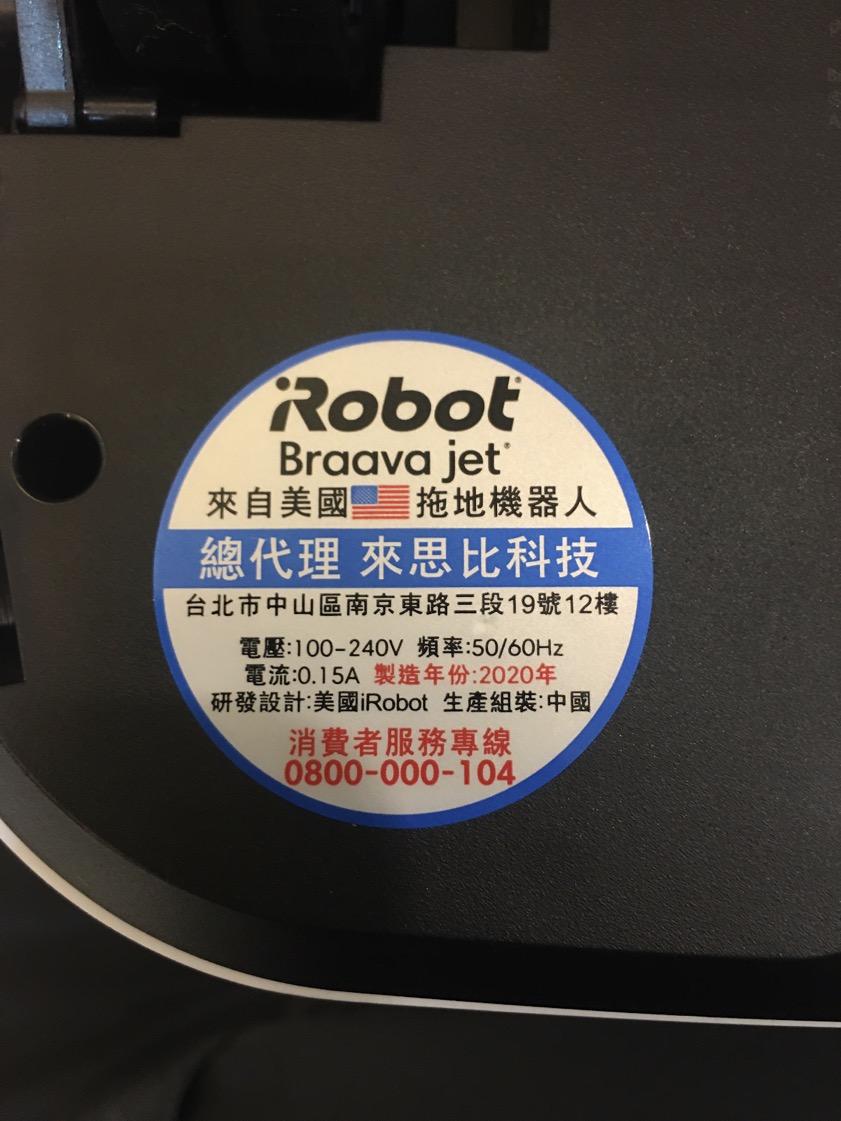 iRobot
Braava jet
來自美國 拖地機器人
總代理 來思比科技
台北市中山區南京東路三段19號12樓
電壓:100-240V 頻率:50/60Hz
電流:0.15A 製造年份:2020年
研發設計:美國iRobot 生產組裝:中國
消費者服務專線
0800-000-104